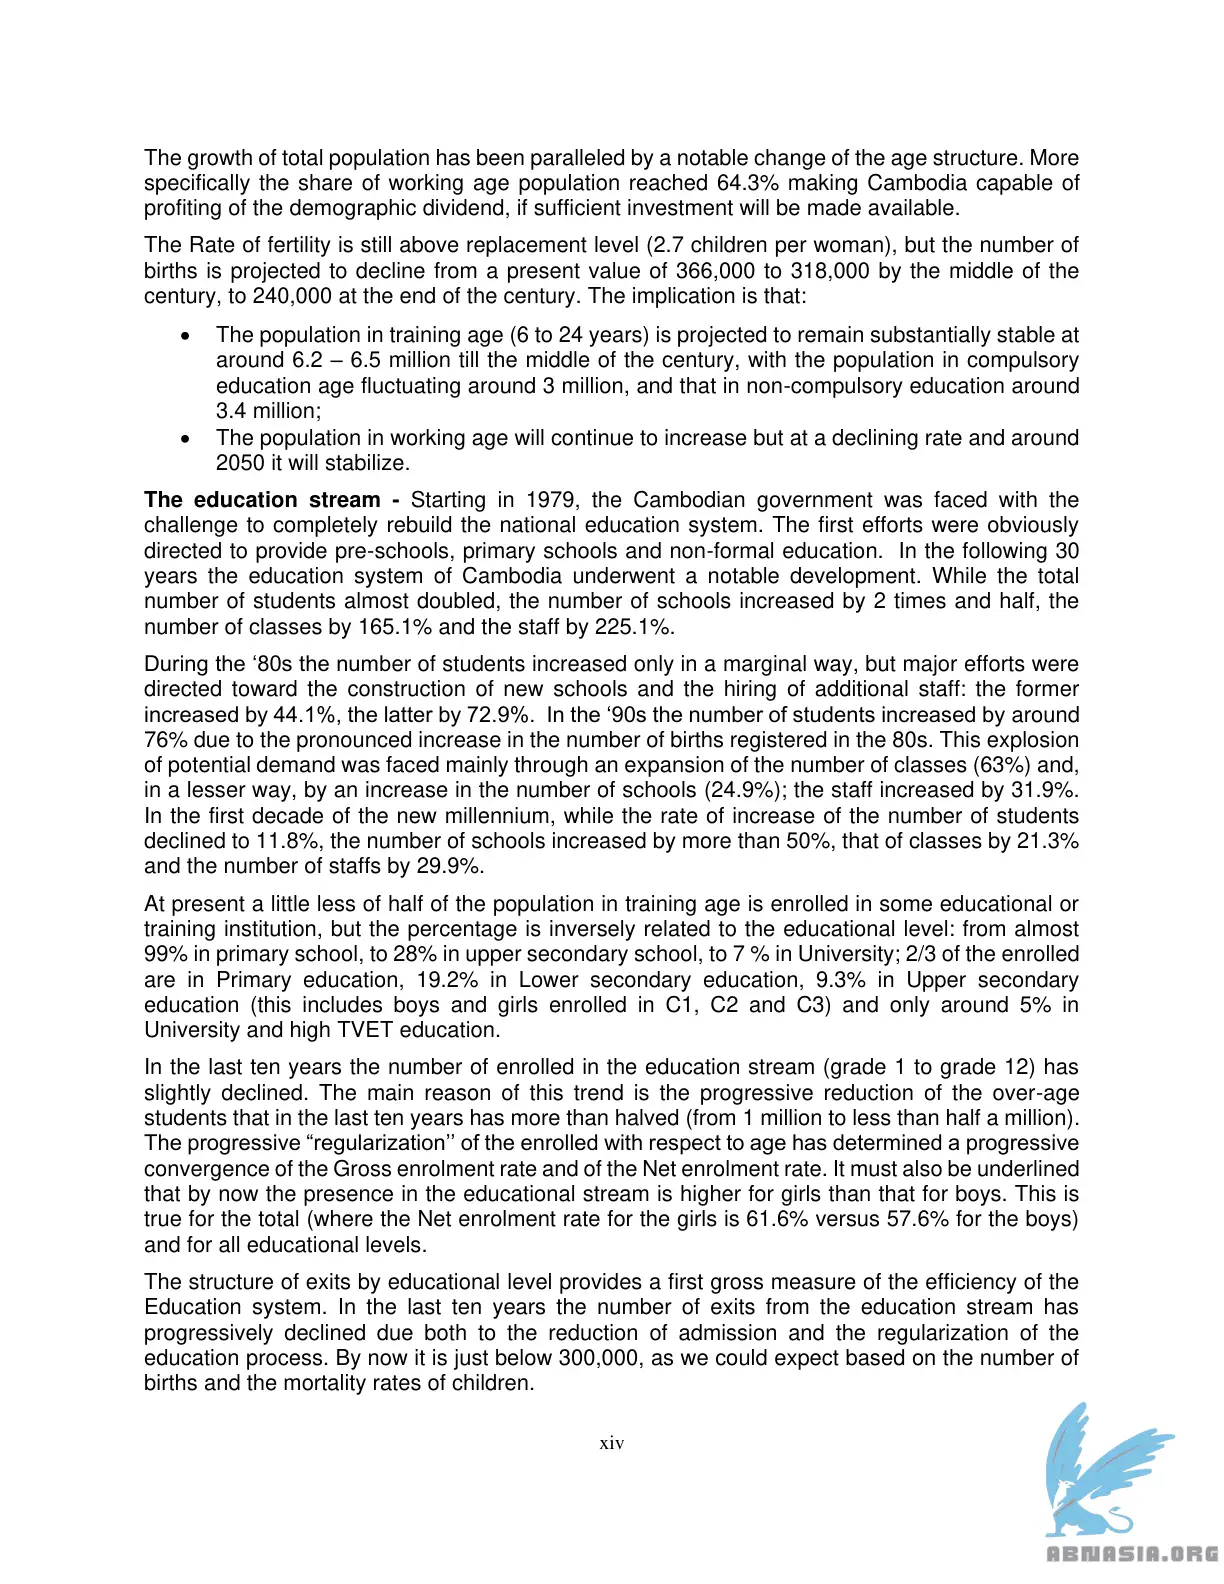 The growth of total population has been paralleled by a notable change of the age structure. More
specifically the share of working age population reached 64.3% making Cambodia capable of
profiting of the demographic dividend, if sufficient investment will be made available.
The Rate of fertility is still above replacement level (2.7 children per woman), but the number of
births is projected to decline from a present value of 366,000 to 318,000 by the middle of the
century, to 240,000 at the end of the century. The implication is that:
• The population in training age (6 to 24 years) is projected to remain substantially stable at
around 6.2 – 6.5 million till the middle of the century, with the population in compulsory
education age fluctuating around 3 million, and that in non-compulsory education around
3.4 million;
• The population in working age will continue to increase but at a declining rate and around
2050 it will stabilize.
The education stream - Starting in 1979, the Cambodian government was faced with the
challenge to completely rebuild the national education system. The first efforts were obviously
directed to provide pre-schools, primary schools and non-formal education.  In the following 30
years the education system of Cambodia underwent a notable development. While the total
number of students almost doubled, the number of schools increased by 2 times and half, the
number of classes by 165.1% and the staff by 225.1%.
During the ‘80s the number of students increased only in a marginal way, but major efforts were
directed toward the construction of new schools and the hiring of additional staff: the former
increased by 44.1%, the latter by 72.9%.  In the ‘90s the number of students increased by around
76% due to the pronounced increase in the number of births registered in the 80s. This explosion
of potential demand was faced mainly through an expansion of the number of classes (63%) and,
in a lesser way, by an increase in the number of schools (24.9%); the staff increased by 31.9%.
In the first decade of the new millennium, while the rate of increase of the number of students
declined to 11.8%, the number of schools increased by more than 50%, that of classes by 21.3%
and the number of staffs by 29.9%.
At present a little less of half of the population in training age is enrolled in some educational or
training institution, but the percentage is inversely related to the educational level: from almost
99% in primary school, to 28% in upper secondary school, to 7 % in University; 2/3 of the enrolled
are in Primary education, 19.2% in Lower secondary education, 9.3% in Upper secondary
education (this includes boys and girls enrolled in C1, C2 and C3) and only around 5% in
University and high TVET education.
In the last ten years the number of enrolled in the education stream (grade 1 to grade 12) has
slightly declined. The main reason of this trend is the progressive reduction of the over-age
students that in the last ten years has more than halved (from 1 million to less than half a million).
The progressive “regularization’’ of the enrolled with respect to age has determined a progressive
convergence of the Gross enrolment rate and of the Net enrolment rate. It must also be underlined
that by now the presence in the educational stream is higher for girls than that for boys. This is
true for the total (where the Net enrolment rate for the girls is 61.6% versus 57.6% for the boys)
and for all educational levels.
The structure of exits by educational level provides a first gross measure of the efficiency of the
Education system. In the last ten years the number of exits from the education stream has
progressively declined due both to the reduction of admission and the regularization of the
education process. By now it is just below 300,000, as we could expect based on the number of
births and the mortality rates of children.
xiv
ABNASIA.ORG